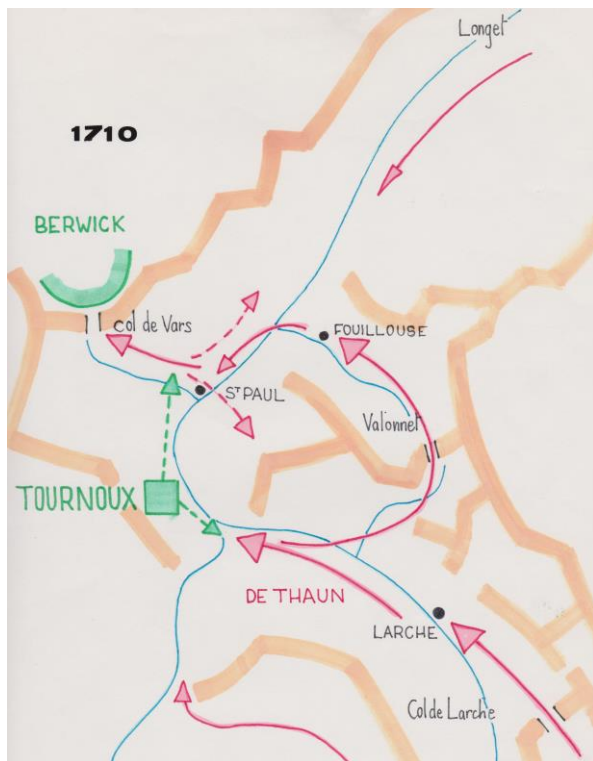 Longet
1710
BERWICK
Col de Vars
FOUILLOUSE
ST PAUL
Valonnet
TOURNOUX
DE THAUN
LARCHE
Col de Larche